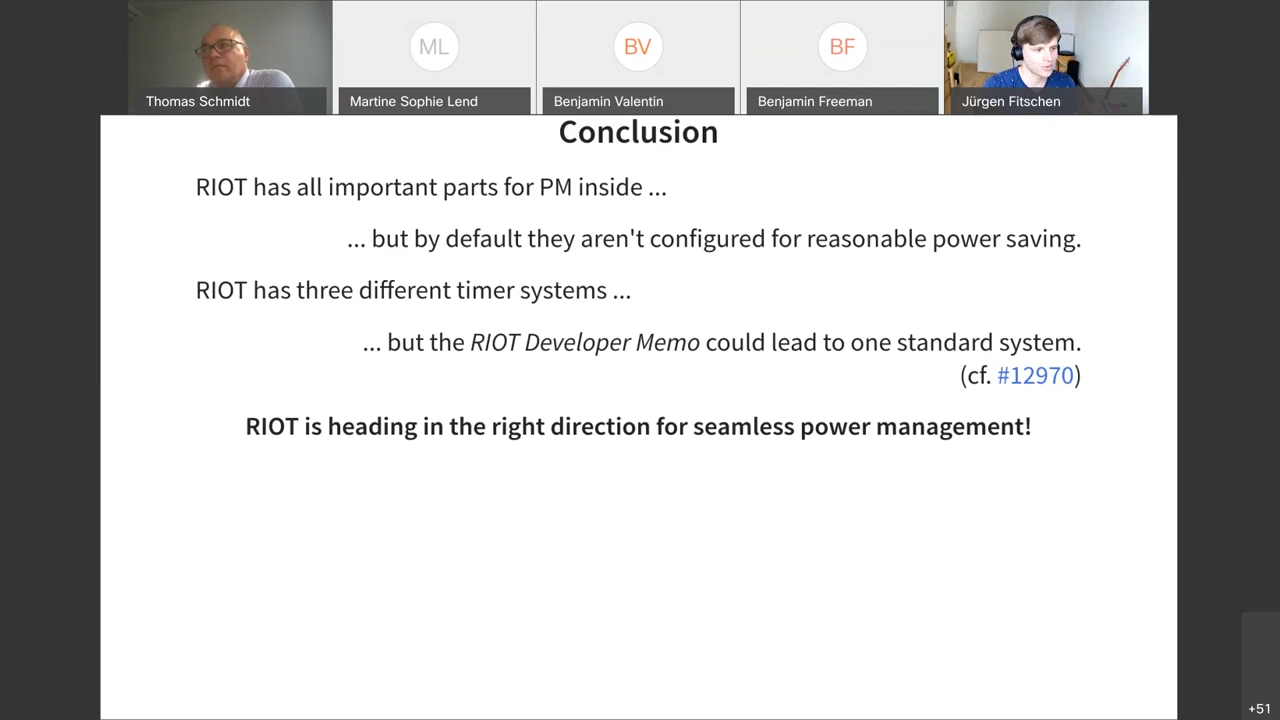 ML
BV
BF
Thomas Schmidt
Martine Sophie Lend
Benjamin Valentin
Benjamin Freeman
Jürgen Fitschen
Conclusion
RIOT has all important parts for PM inside ...
... but by default they aren't configured for reasonable power saving.
RIOT has three different timer systems ...
... but the RIOT Developer Memo could lead to one standard system.
(cf. #12970)
RIOT is heading in the right direction for seamless power management!
+51